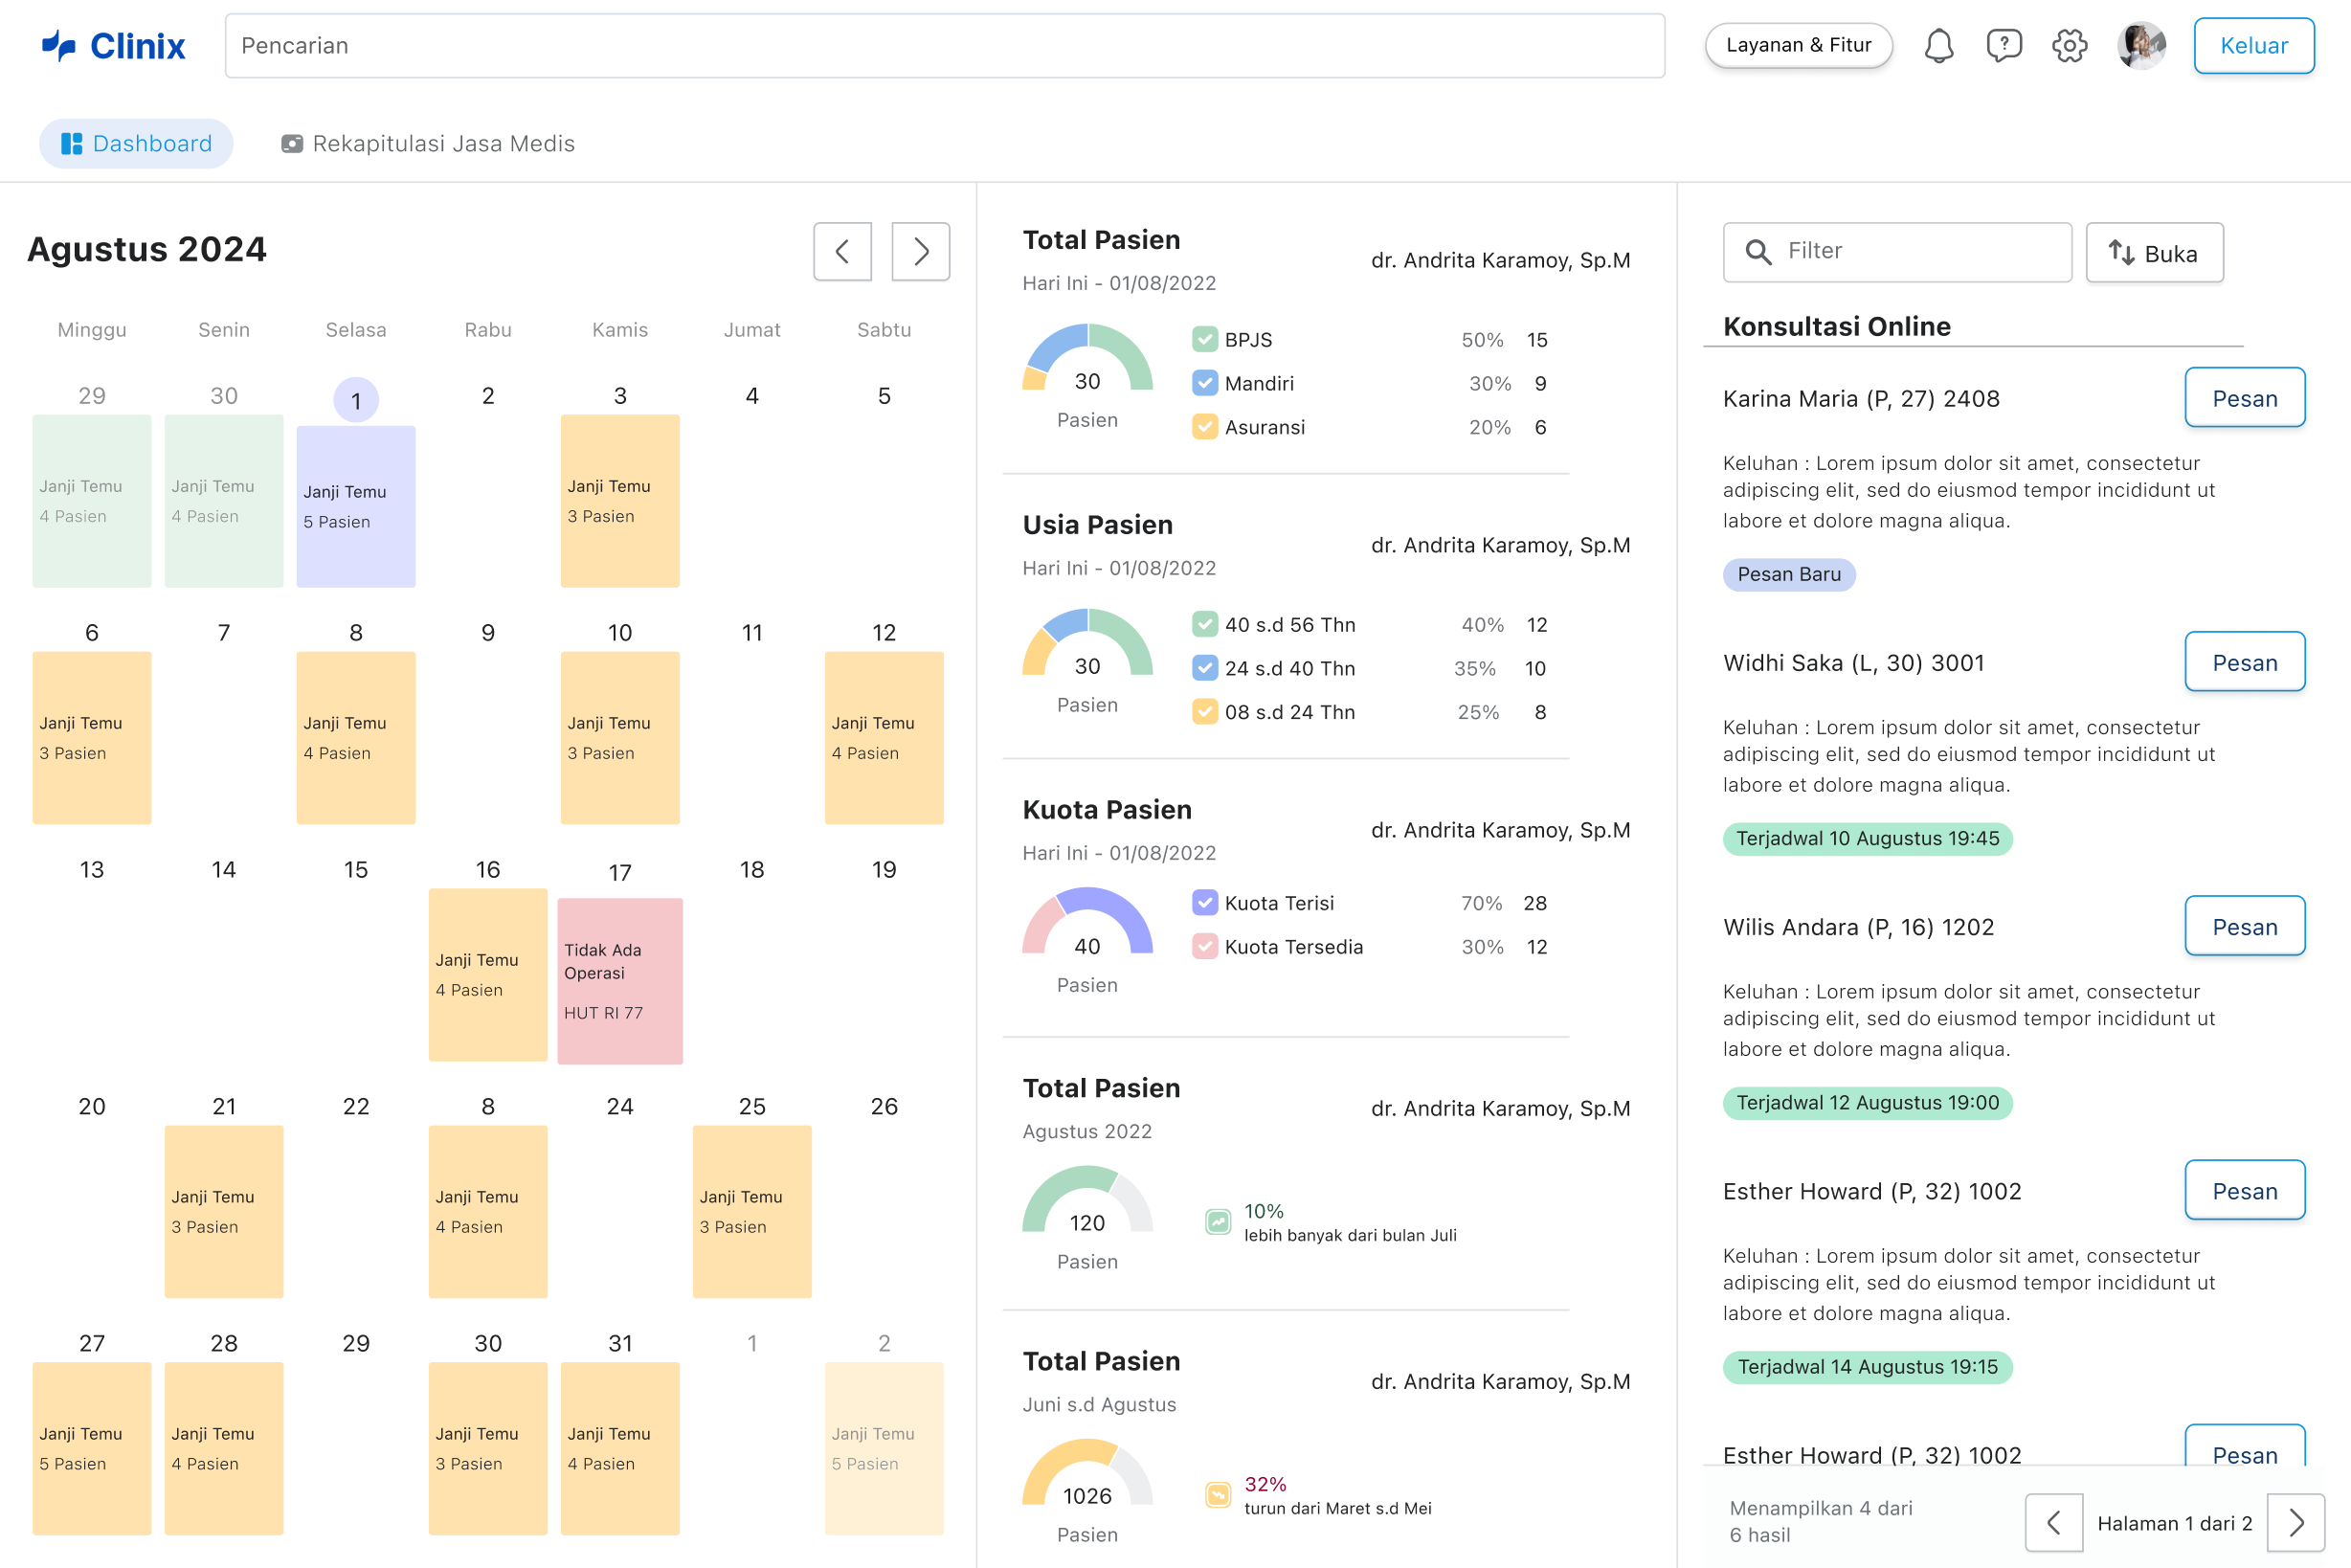 Clinix
Pencarian
Layanan & Fitur
Keluar
Dashboard
Rekapitulasi Jasa Medis
Agustus 2024
Minggu Senin Selasa Rabu Kamis Jumat Sabtu
29 30 1 2 3 4 5
Janji Temu
4 Pasien
Janji Temu
4 Pasien
Janji Temu
5 Pasien
Janji Temu
3 Pasien
6 7 8 9 10 11 12
Janji Temu
3 Pasien
Janji Temu
4 Pasien
Janji Temu
3 Pasien
Janji Temu
4 Pasien
13 14 15 16 17 18 19
Janji Temu
4 Pasien
Tidak Ada
Operasi
HUT RI 77
20 21 22 8 24 25 26
Janji Temu
3 Pasien
Janji Temu
4 Pasien
Janji Temu
3 Pasien
27 28 29 30 31 1 2
Janji Temu
5 Pasien
Janji Temu
4 Pasien
Janji Temu
3 Pasien
Janji Temu
4 Pasien
Janji Temu
5 Pasien
Total Pasien
dr. Andrita Karamoy, Sp.M
Hari Ini - 01/08/2022
30
Pasien
BPJS 50% 15
Mandiri 30% 9
Asuransi 20% 6
Usia Pasien
dr. Andrita Karamoy, Sp.M
Hari Ini - 01/08/2022
30
Pasien
40 s.d 56 Thn 40% 12
24 s.d 40 Thn 35% 10
08 s.d 24 Thn 25% 8
Kuota Pasien
dr. Andrita Karamoy, Sp.M
Hari Ini - 01/08/2022
40
Pasien
Kuota Terisi 70% 28
Kuota Tersedia 30% 12
Total Pasien
dr. Andrita Karamoy, Sp.M
Agustus 2022
120
Pasien
10%
lebih banyak dari bulan Juli
Total Pasien
dr. Andrita Karamoy, Sp.M
Juni s.d Agustus
1026
Pasien
32%
turun dari Maret s.d Mei
Filter
Buka
Konsultasi Online
Karina Maria (P, 27) 2408
Pesan
Keluhan : Lorem ipsum dolor sit amet, consectetur
adipiscing elit, sed do eiusmod tempor incididunt ut
labore et dolore magna aliqua.
Pesan Baru
Widhi Saka (L, 30) 3001
Pesan
Keluhan : Lorem ipsum dolor sit amet, consectetur
adipiscing elit, sed do eiusmod tempor incididunt ut
labore et dolore magna aliqua.
Terjadwal 10 Augustus 19:45
Wilis Andara (P, 16) 1202
Pesan
Keluhan : Lorem ipsum dolor sit amet, consectetur
adipiscing elit, sed do eiusmod tempor incididunt ut
labore et dolore magna aliqua.
Terjadwal 12 Augustus 19:00
Esther Howard (P, 32) 1002
Pesan
Keluhan : Lorem ipsum dolor sit amet, consectetur
adipiscing elit, sed do eiusmod tempor incididunt ut
labore et dolore magna aliqua.
Terjadwal 14 Augustus 19:15
Esther Howard (P, 32) 1002
Pesan
Menampilkan 4 dari
6 hasil
Halaman 1 dari 2